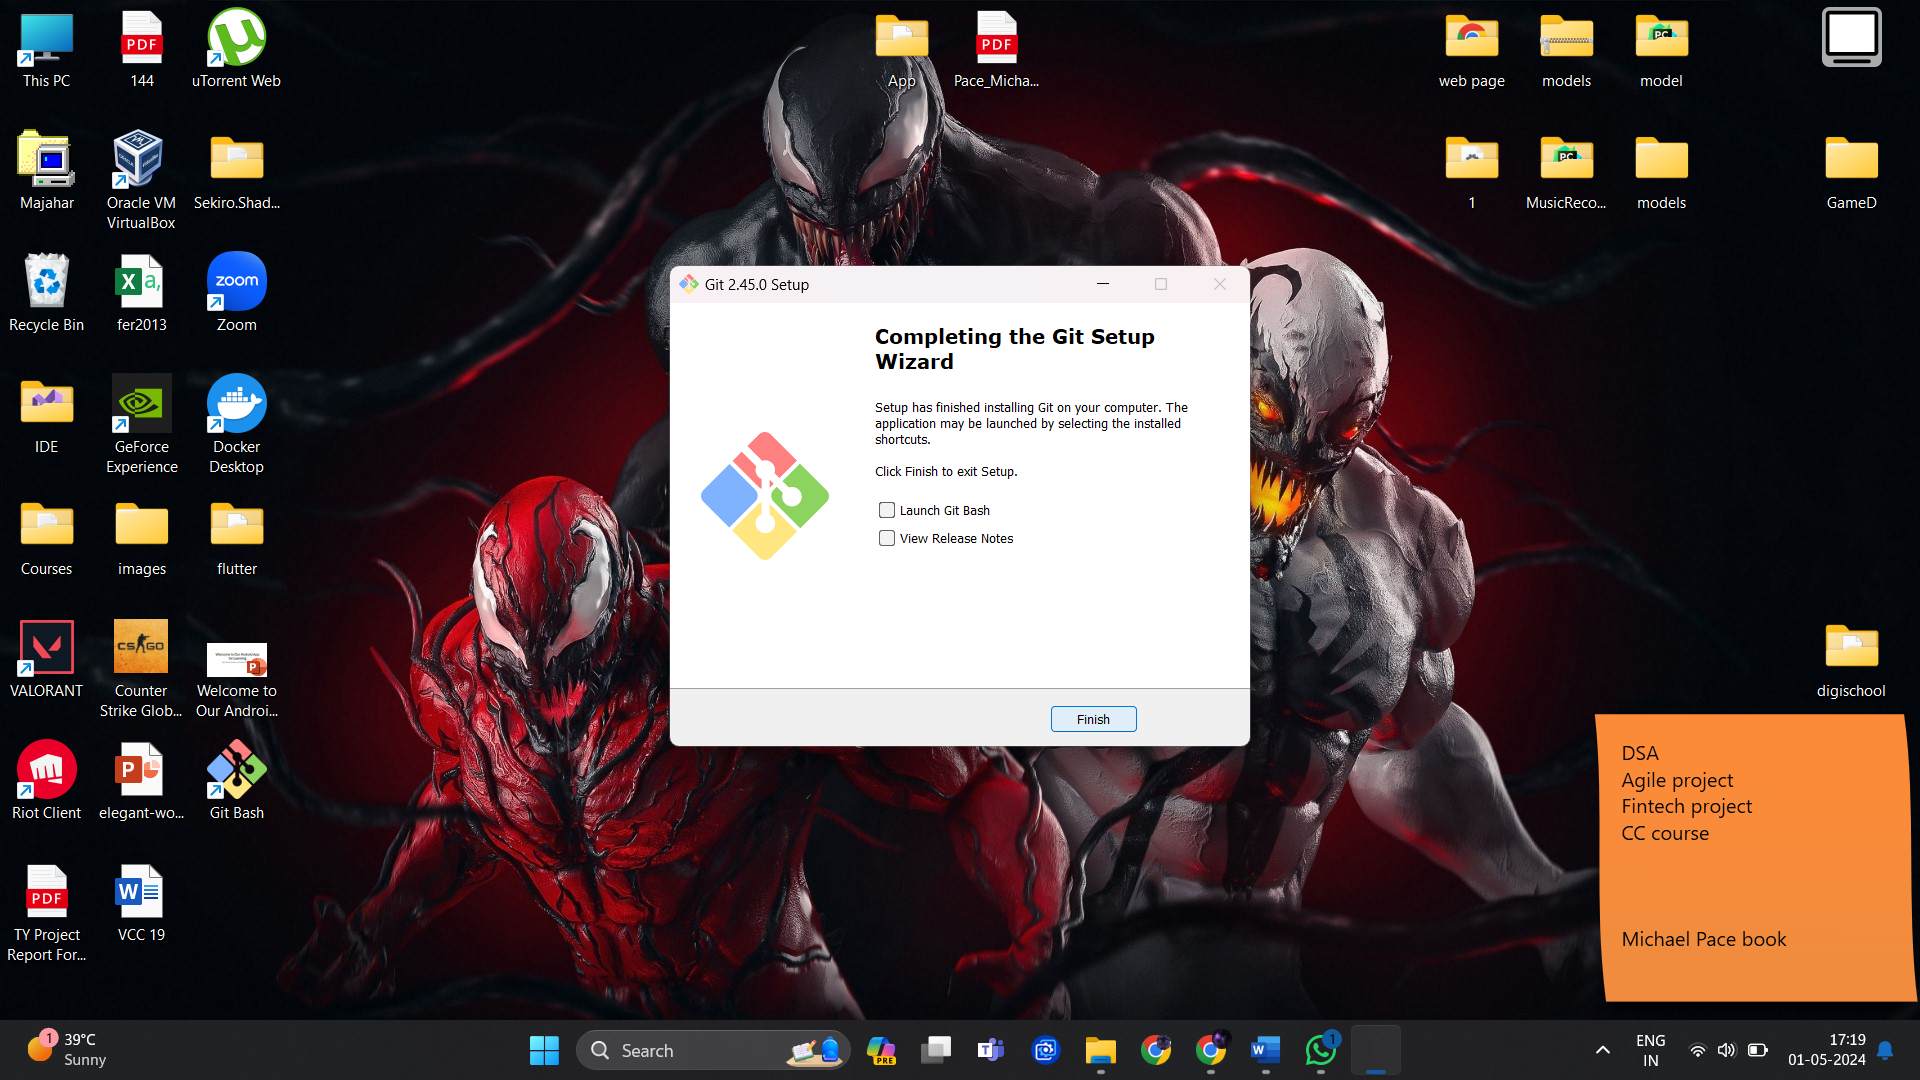 This PC
144
uTorrent Web
App
Pace_Micha...
web page
models
model
Majahar
Oracle VM
VirtualBox
Sekiro.Shad...
1
MusicReco...
models
GameD
Recycle Bin
fer2013
zoom
Zoom
IDE
GeForce
Experience
Docker
Desktop
Courses
images
flutter
VALORANT
CS GO
Counter
Strike Glob...
Welcome to
Our Androi...
Riot Client
elegant-wo...
Git Bash
TY Project
Report For...
VCC 19
digischool
Git 2.45.0 Setup
Completing the Git Setup
Wizard
Setup has finished installing Git on your computer. The
application may be launched by selecting the installed
shortcuts.
Click Finish to exit Setup.
Launch Git Bash
View Release Notes
Finish
DSA
Agile project
Fintech project
CC course
Michael Pace book
1
39°C
Sunny
Search
PRE
1
ENG
IN
17:19
01-05-2024